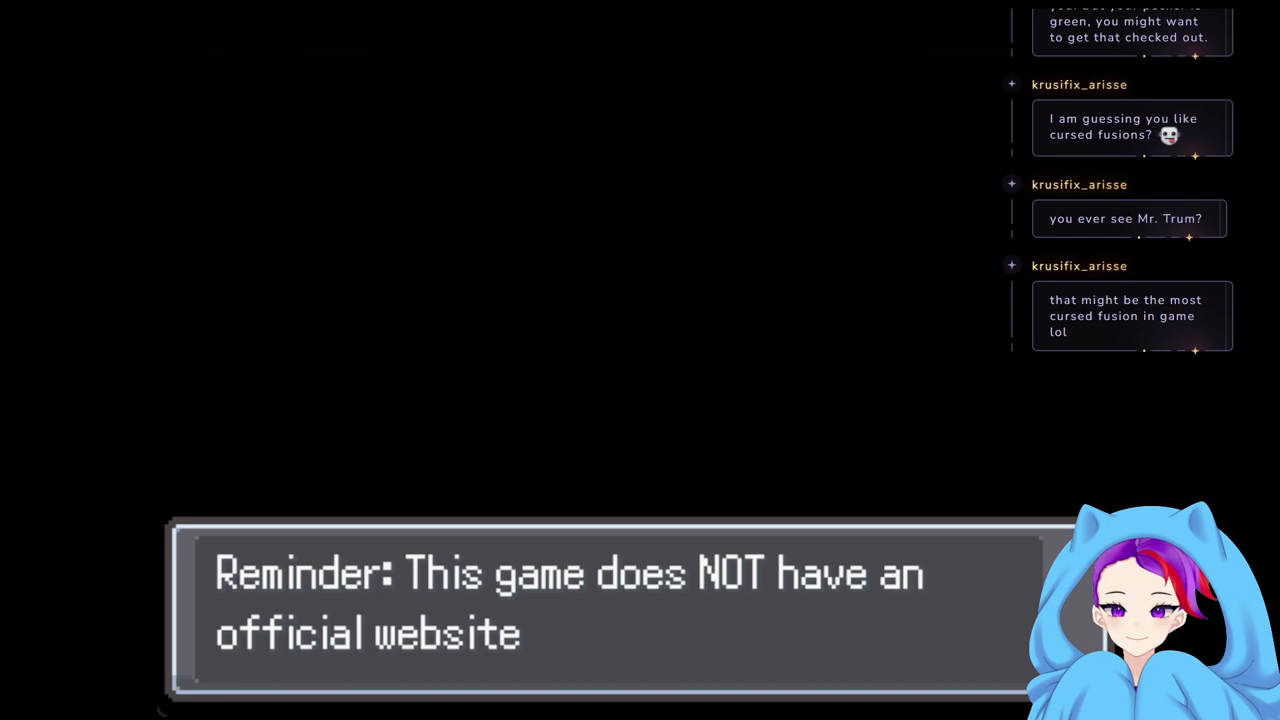 green, you might want
to get that checked out.
krusifix_arisse
I am guessing you like
cursed fusions?
krusifix_arisse
you ever see Mr. Trum?
krusifix_arisse
that might be the most
cursed fusion in game
lol
Reminder: This game does NOT have an
official website